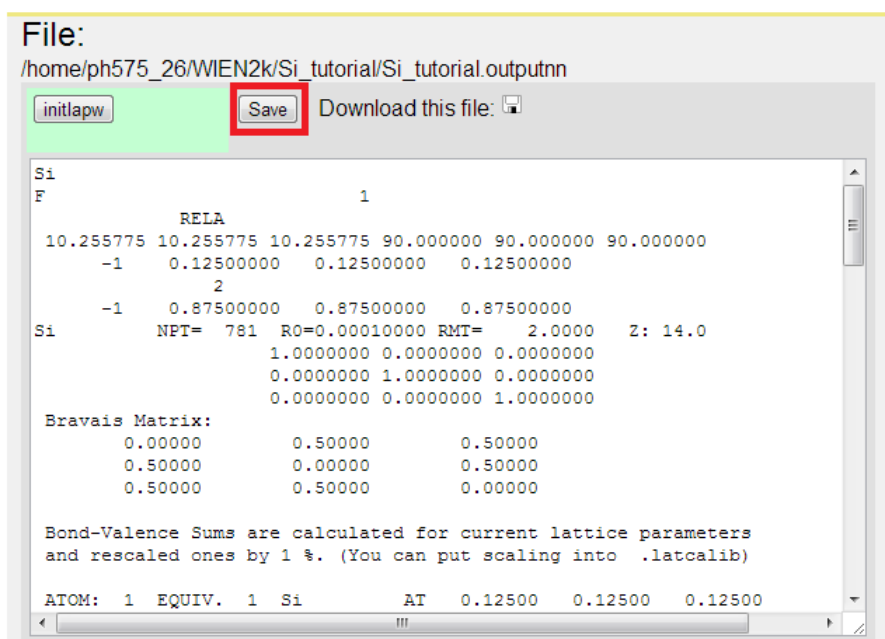 File:
/home/ph575_26/WIEN2k/Si_tutorial/Si_tutorial.outputnn
initlapw Save Download this file:
Si
F 1
RELA
10.255775 10.255775 10.255775 90.000000 90.000000 90.000000
-1 0.12500000 0.12500000 0.12500000
2
-1 0.87500000 0.87500000 0.87500000
Si NPT= 781 R0=0.00010000 RMT= 2.0000 Z: 14.0
1.0000000 0.0000000 0.0000000
0.0000000 1.0000000 0.0000000
0.0000000 0.0000000 1.0000000
Bravais Matrix:
0.00000 0.50000 0.50000
0.50000 0.00000 0.50000
0.50000 0.50000 0.00000
Bond-Valence Sums are calculated for current lattice parameters
and rescaled ones by 1 %. (You can put scaling into .latcalib)
ATOM: 1 EQUIV. 1 Si AT 0.12500 0.12500 0.12500